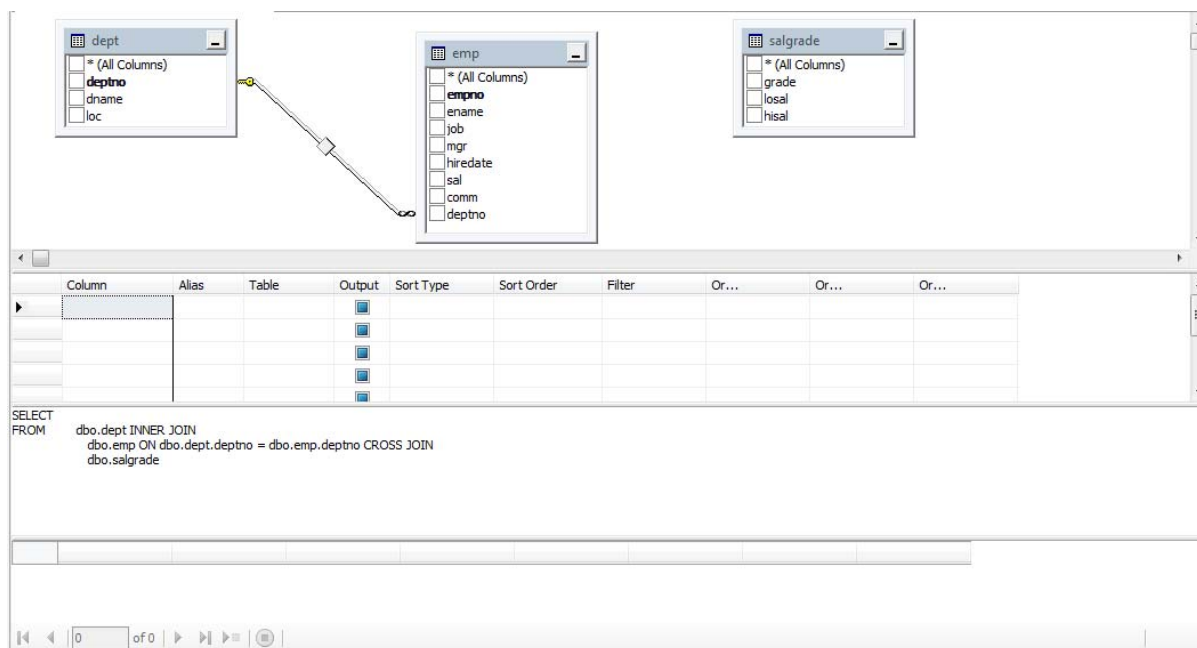 dept
* (All Columns)
deptno
dname
loc
emp
* (All Columns)
empno
ename
job
mgr
hiredate
sal
comm
deptno
salgrade
* (All Columns)
grade
losal
hisal
Column Alias Table Output Sort Type Sort Order Filter Or... Or... Or...
SELECT
FROM dbo.dept INNER JOIN
dbo.emp ON dbo.dept.deptno = dbo.emp.deptno CROSS JOIN
dbo.salgrade
0 of 0